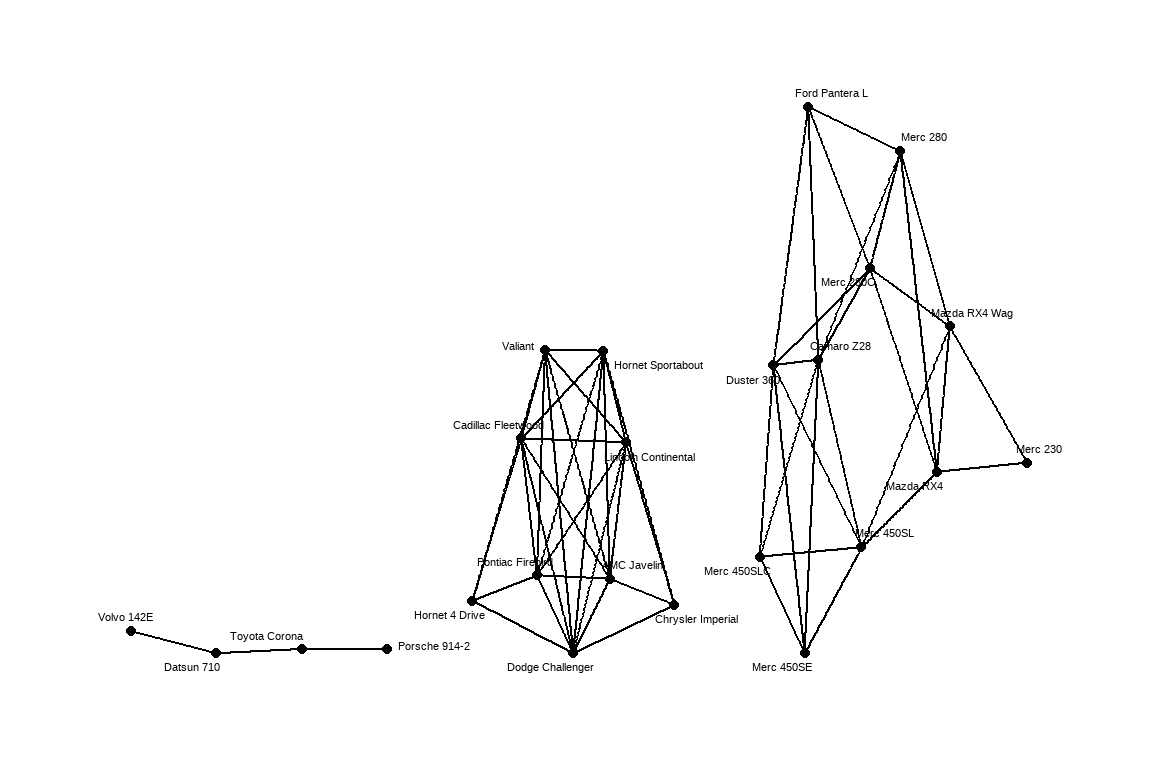 Ford Pantera L
Merc 280
Merc 280C
Mazda RX4 Wag
Valiant
Camaro Z28
Hornet Sportabout
Duster 360
Cadillac Fleetwood
Lincoln Continental
Merc 230
Mazda RX4
Merc 450SL
Pontiac Firebird
AMC Javelin
Merc 450SLC
Hornet 4 Drive
Volvo 142E
Chrysler Imperial
Toyota Corona
Porsche 914-2
Datsun 710
Dodge Challenger
Merc 450SE